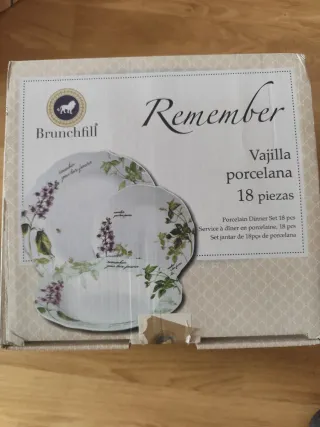 Brunchfill
Remember
Vajilla
porcelana
18 piezas
Porcelain Dinner Set 18 pcs
Service à dîner en porcelaine, 18 pcs
Set jantar de 18pçs de porcelana